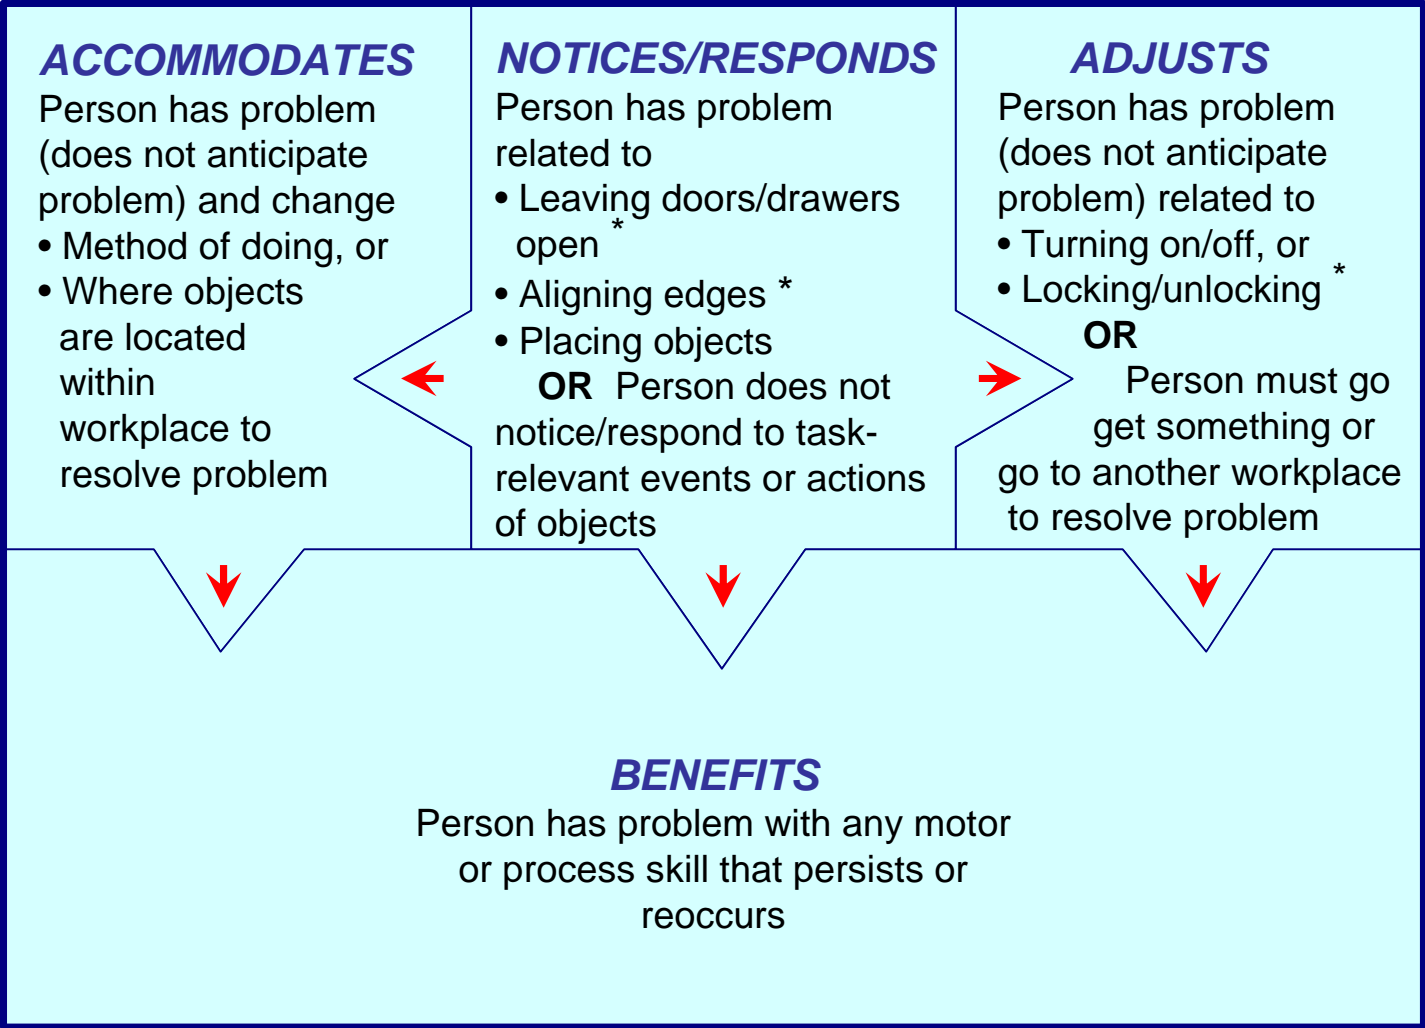 ACCOMMODATES
Person has problem
(does not anticipate
problem) and change
• Method of doing, or
• Where objects
are located
within
workplace to
resolve problem
NOTICES/RESPONDS
Person has problem
related to
• Leaving doors/drawers
open *
• Aligning edges *
• Placing objects
OR Person does not
notice/respond to task-
relevant events or actions
of objects
ADJUSTS
Person has problem
(does not anticipate
problem) related to
• Turning on/off, or
• Locking/unlocking *
OR
Person must go
get something or
go to another workplace
to resolve problem
BENEFITS
Person has problem with any motor
or process skill that persists or
reoccurs